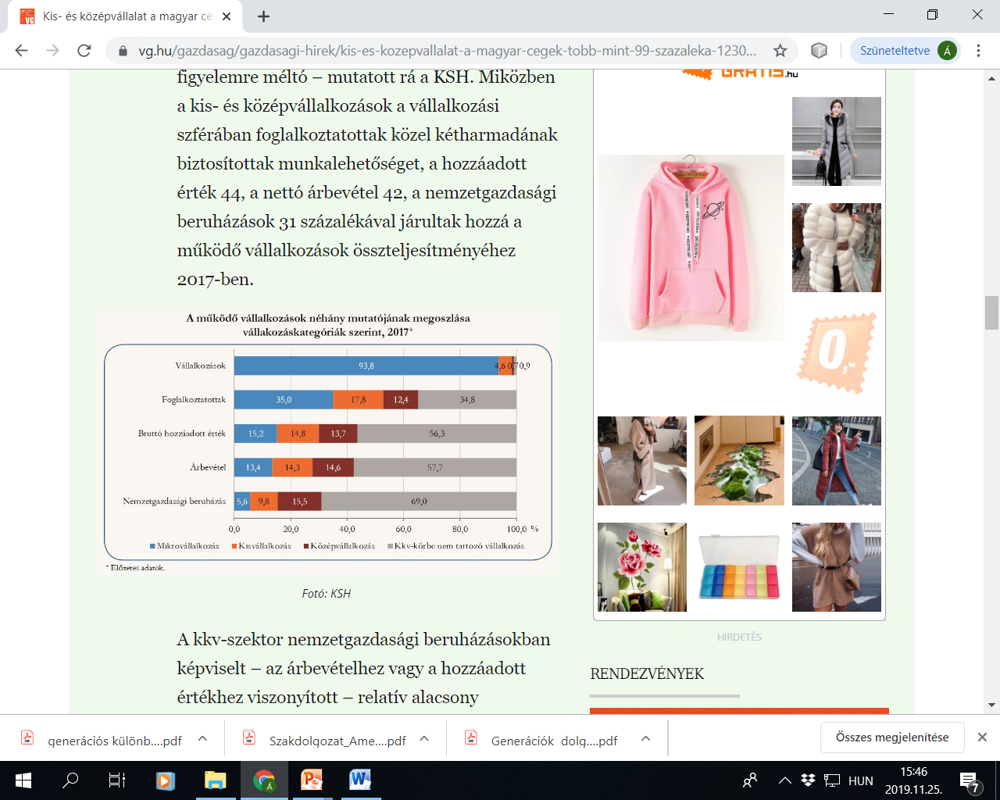 Kis- és középvállalat a magyar cé
vg.hu/gazdasag/gazdasagi-hirek/kis-es-kozepvallalat-a-magyar-cegek-tobb-mint-99-szazaleka-1230...
Szüneteltetve
Á
figyelemre méltó – mutatott rá a KSH. Miközben
a kis- és középvállalkozások a vállalkozási
szférában foglalkoztatottak közel kétharmadának
biztosítottak munkalehetőséget, a hozzáadott
érték 44, a nettó árbevétel 42, a nemzetgazdasági
beruházások 31 százalékával járultak hozzá a
működő vállalkozások összteljesítményéhez
2017-ben.
A működő vállalkozások néhány mutatójának megoszlása
vállakozáskategóriák szerint, 2017+
Vállalkozások 93,8 4,6 0,7 0,9
Foglalkoztatottak 35,0 17,8 12,4 34,8
Bruttó hozzáadott érték 15,2 14,8 13,7 56,3
Árbevétel 13,4 14,3 14,6 57,7
Nemzetgazdasági beruházás 5,6 9,8 15,5 69,0
0,0 20,0 40,0 60,0 80,0 100,0 %
Mikrovállalkozás Kisvállalkozás Középvállalkozás Kkv-körbe nem tartozó vállalkozás
+ Előzetes adatok.
Fotó: KSH
A kkv-szektor nemzetgazdasági beruházásokban
képviselt – az árbevételhez vagy a hozzáadott
értékhez viszonyított – relatív alacsony
GRATIS.hu
0,-
HIRDETÉS
RENDEZVÉNYEK
generációs különb....pdf
Szakdolgozat_Ame....pdf
Generációk dolg....pdf
Összes megjelenítése
HUN
15:46
2019.11.25.
7